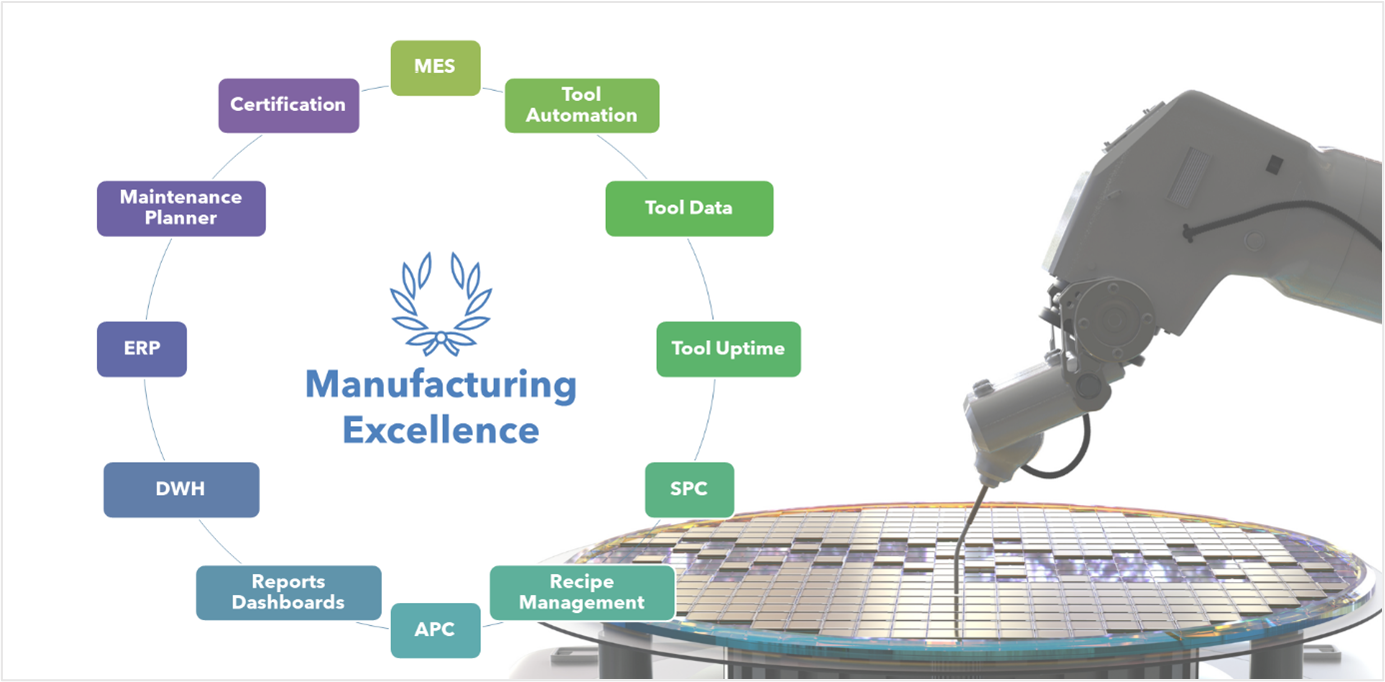 MES
Tool
Automation
Tool Data
Tool Uptime
SPC
Recipe
Management
APC
Reports
Dashboards
DWH
ERP
Maintenance
Planner
Certification
Manufacturing
Excellence